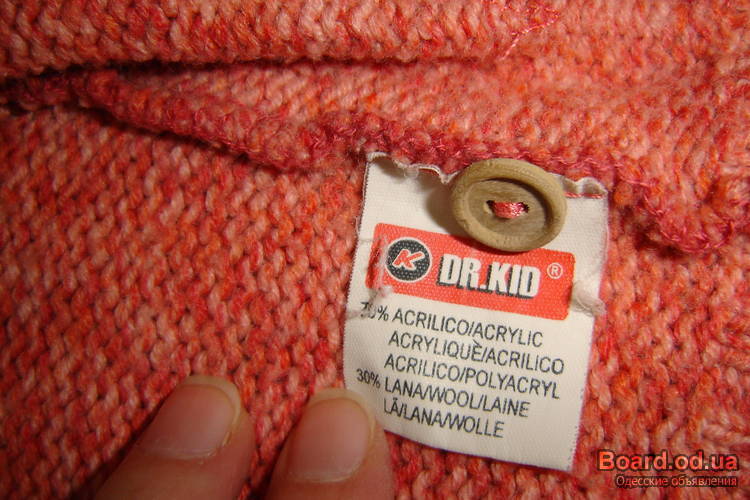 K DR.KID ®
70% ACRILICO/ACRYLIC
ACRYLIQUÈ/ACRILICO
ACRILICO/POLYACRYL
30% LANA/WOOL/LAINE
LÃ/LANA/WOLLE
Board.od.ua
Одесские объявления